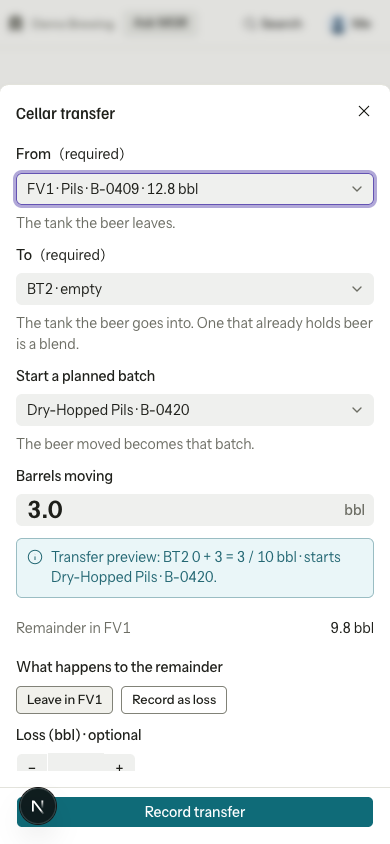 Search
Me
Cellar transfer
From (required)
FV1 · Pils · B-0409 · 12.8 bbl
The tank the beer leaves.
To (required)
BT2 · empty
The tank the beer goes into. One that already holds beer
is a blend.
Start a planned batch
Dry-Hopped Pils · B-0420
The beer moved becomes that batch.
Barrels moving
3.0 bbl
Transfer preview: BT2 0 + 3 = 3 / 10 bbl · starts
Dry-Hopped Pils · B-0420.
Remainder in FV1 9.8 bbl
What happens to the remainder
Leave in FV1 Record as loss
Loss (bbl) · optional
− +
N Record transfer